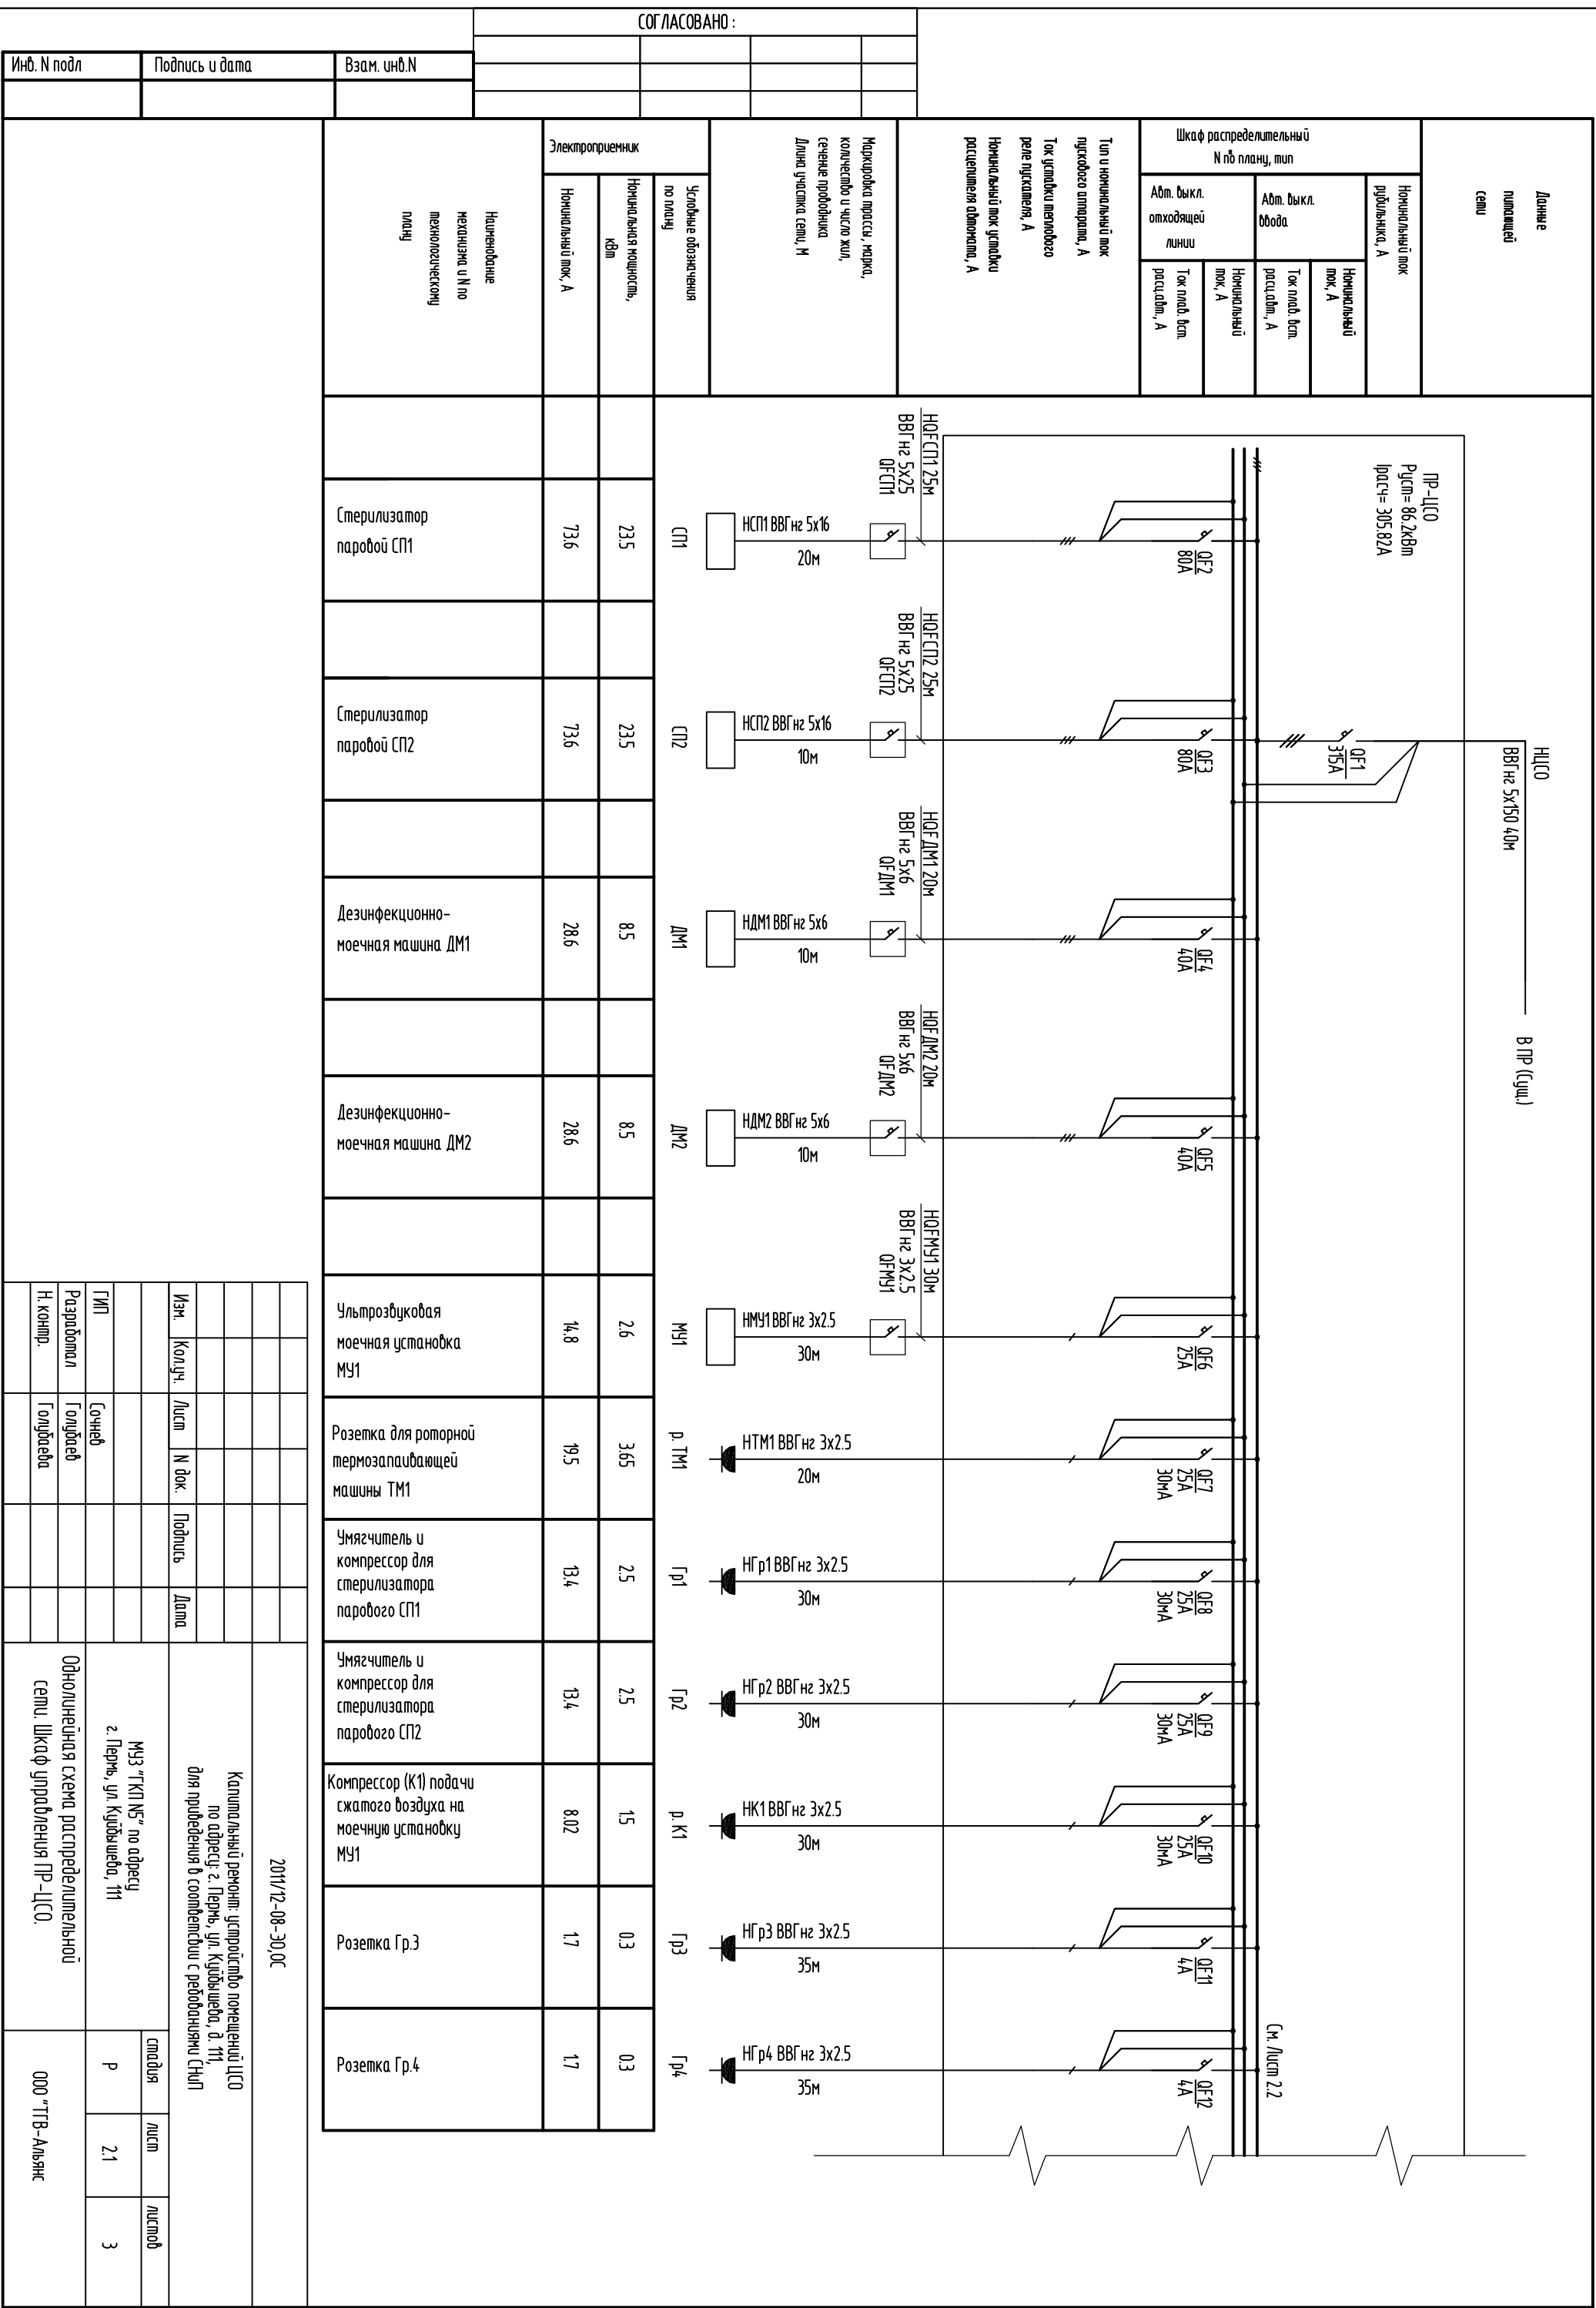 СОГЛАСОВАНО :
Инв. N подл
Подпись и дата
Взам. инв.N
Данные
питающей
сети
Шкаф распределительный
N по плану, тип
Номинальный ток
рубильника, А
Авт. выкл.
ввода
Номинальный
ток, А
Ток плав. вст.
расц.авт., А
Авт. выкл.
отходящей
линии
Номинальный
ток, А
Ток плав. вст.
расц.авт., А
Тип и номинальный ток
пускового аппарата, А
Ток уставки теплового
реле пускателя, А
Номинальный ток уставки
расцепителя автомата, А
Маркировка трассы, марка,
количество и число жил,
сечение проводника
Длина участка сети, М
Электроприемник
Условные обозначения
по плану
Номинальная мощность,
кВт
Номинальный ток, А
Наименование
механизма и N по
технологическому
плану
НЦСО
ВВГнг 5х150 40м
В ПР (Сущ.)
ПР-ЦСО
Руст= 86.2кВт
Iрасч= 305.82А
QF1
315А
См. Лист 2.2
QF2
80А
HQFСП1 25м
ВВГнг 5х25
QFСП1
НСП1 ВВГнг 5х16
20м
СП1
23.5
73.6
Стерилизатор
паровой СП1
QF3
80А
HQFСП2 25м
ВВГнг 5х25
QFСП2
НСП2 ВВГнг 5х16
10м
СП2
23.5
73.6
Стерилизатор
паровой СП2
QF4
40А
HQFДМ1 20м
ВВГнг 5х6
QFДМ1
НДМ1 ВВГнг 5х6
10м
ДМ1
8.5
28.6
Дезинфекционно-
моечная машина ДМ1
QF5
40А
HQFДМ2 20м
ВВГнг 5х6
QFДМ2
НДМ2 ВВГнг 5х6
10м
ДМ2
8.5
28.6
Дезинфекционно-
моечная машина ДМ2
QF6
25А
HQFМУ1 30м
ВВГнг 3х2.5
QFМУ1
НМУ1 ВВГнг 3х2.5
30м
МУ1
2.6
14.8
Ультрозвуковая
моечная установка
МУ1
QF7
25А
30мА
НТМ1 ВВГнг 3х2.5
20м
р. ТМ1
3.65
19.5
Розетка для роторной
термозапаивающей
машины ТМ1
QF8
25А
30мА
НГр1 ВВГнг 3х2.5
30м
Гр1
2.5
13.4
Умягчитель и
компрессор для
стерилизатора
парового СП1
QF9
25А
30мА
НГр2 ВВГнг 3х2.5
30м
Гр2
2.5
13.4
Умягчитель и
компрессор для
стерилизатора
парового СП2
QF10
25А
30мА
НК1 ВВГнг 3х2.5
30м
р. К1
1.5
8.02
Компрессор (К1) подачи
сжатого воздуха на
моечную установку
МУ1
QF11
4А
НГр3 ВВГнг 3х2.5
35м
Гр3
0.3
1.7
Розетка Гр.3
QF12
4А
НГр4 ВВГнг 3х2.5
35м
Гр4
0.3
1.7
Розетка Гр.4
2011/12-08-30,ОС
Капитальный ремонт: устройство помещений ЦСО
по адресу: г. Пермь, ул. Куйбышева, д. 111,
для приведения в соответсвии с ребованиями СНиП
Изм.
Кол.уч.
Лист
N док.
Подпись
Дата
ГИП
Сочнев
Разработал
Голубаев
Н. контр.
Голубаева
МУЗ "ГКП N5" по адресу
г. Пермь, ул. Куйбышева, 111
стадия
лист
листов
Р
2.1
3
Однолинейная схема распределительной
сети. Шкаф управления ПР-ЦСО.
ООО "ТГВ-Альянс